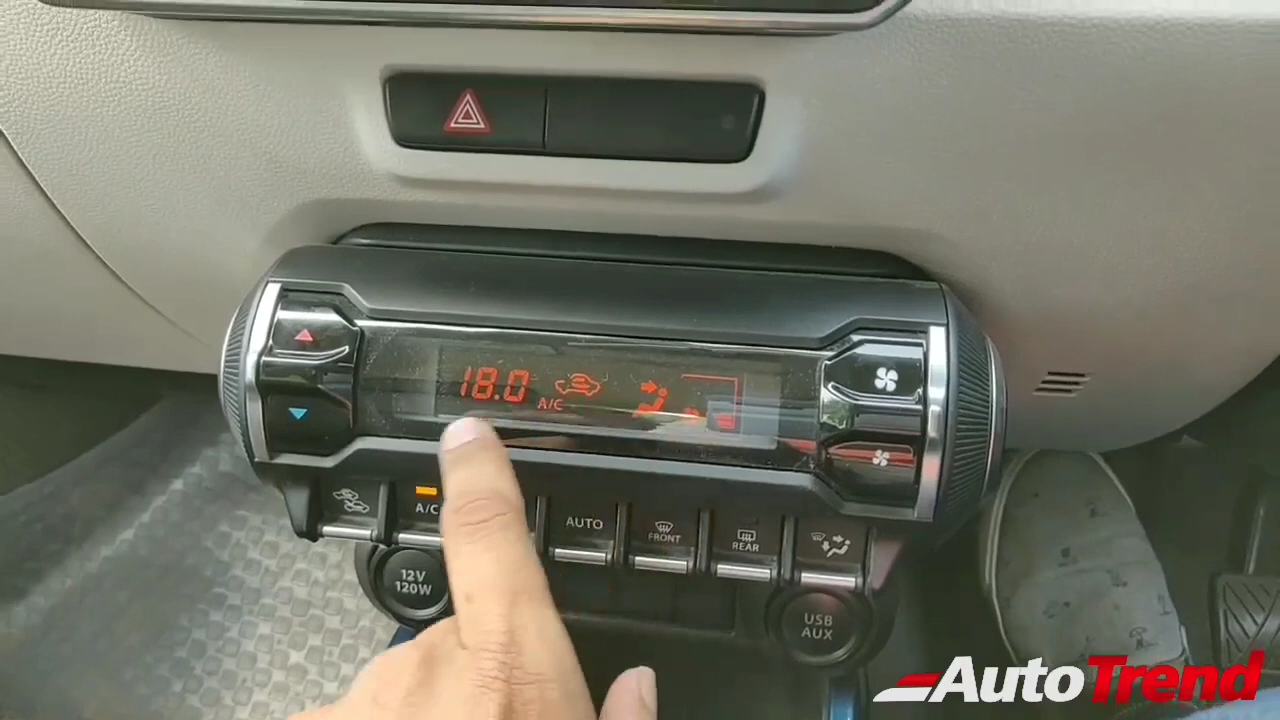 18.0
A/C
A/C
AUTO
FRONT
REAR
12V
120W
USB
AUX
AutoTrend